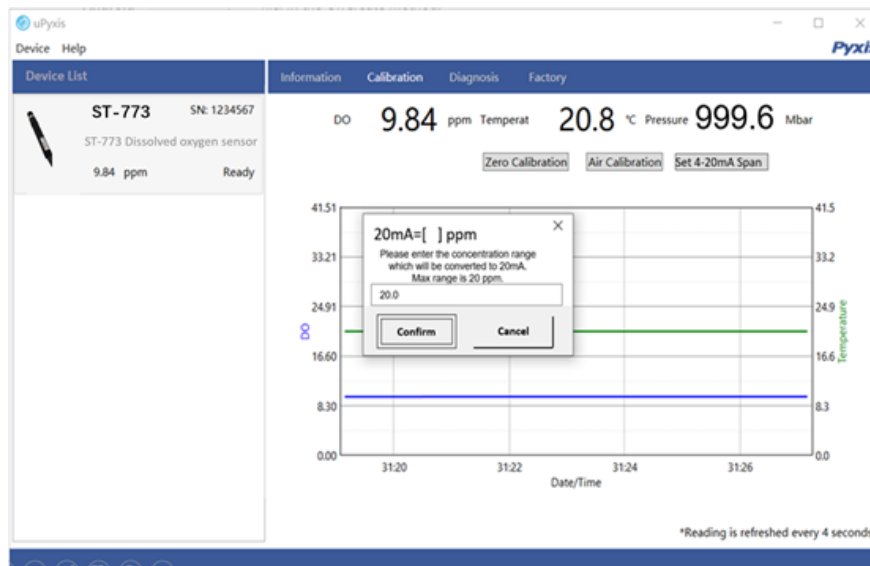 uPyxis
Device Help
Pyxis
Device List
Information Calibration Diagnosis Factory
ST-773 SN: 1234567
ST-773 Dissolved oxygen sensor
9.84 ppm Ready
DO 9.84 ppm Temperat 20.8 °C Pressure 999.6 Mbar
Zero Calibration Air Calibration Set 4-20mA Span
20mA=[ ] ppm
Please enter the concentration range
which will be converted to 20mA.
Max range is 20 ppm.
20.0
Confirm Cancel
41.51 41.5
33.21 33.2
24.91 24.9
16.60 16.6
8.30 8.3
0.00 0.0
DO
Temperature
31:20 31:22 31:24 31:26
Date/Time
*Reading is refreshed every 4 seconds